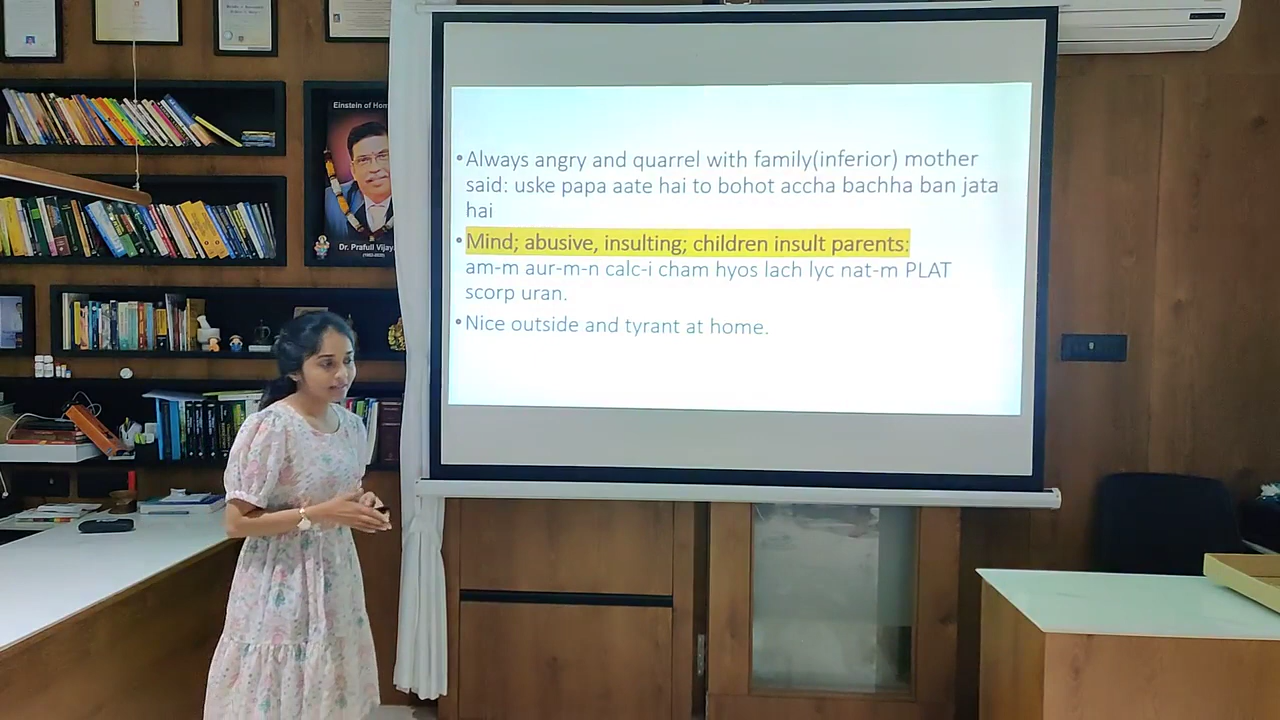 Einstein of Hom
Dr. Prafull Vijay
•Always angry and quarrel with family(inferior) mother
said: uske papa aate hai to bohot accha bachha ban jata
hai
•Mind; abusive, insulting; children insult parents:
am-m aur-m-n calc-i cham hyos lach lyc nat-m PLAT
scorp uran.
•Nice outside and tyrant at home.